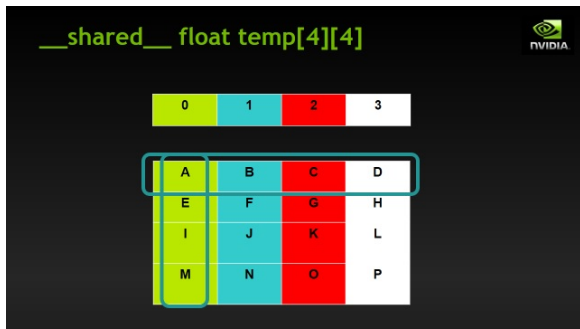 __shared__ float temp[4][4]
NVIDIA.
0 1 2 3
A B C D
E F G H
I J K L
M N O P